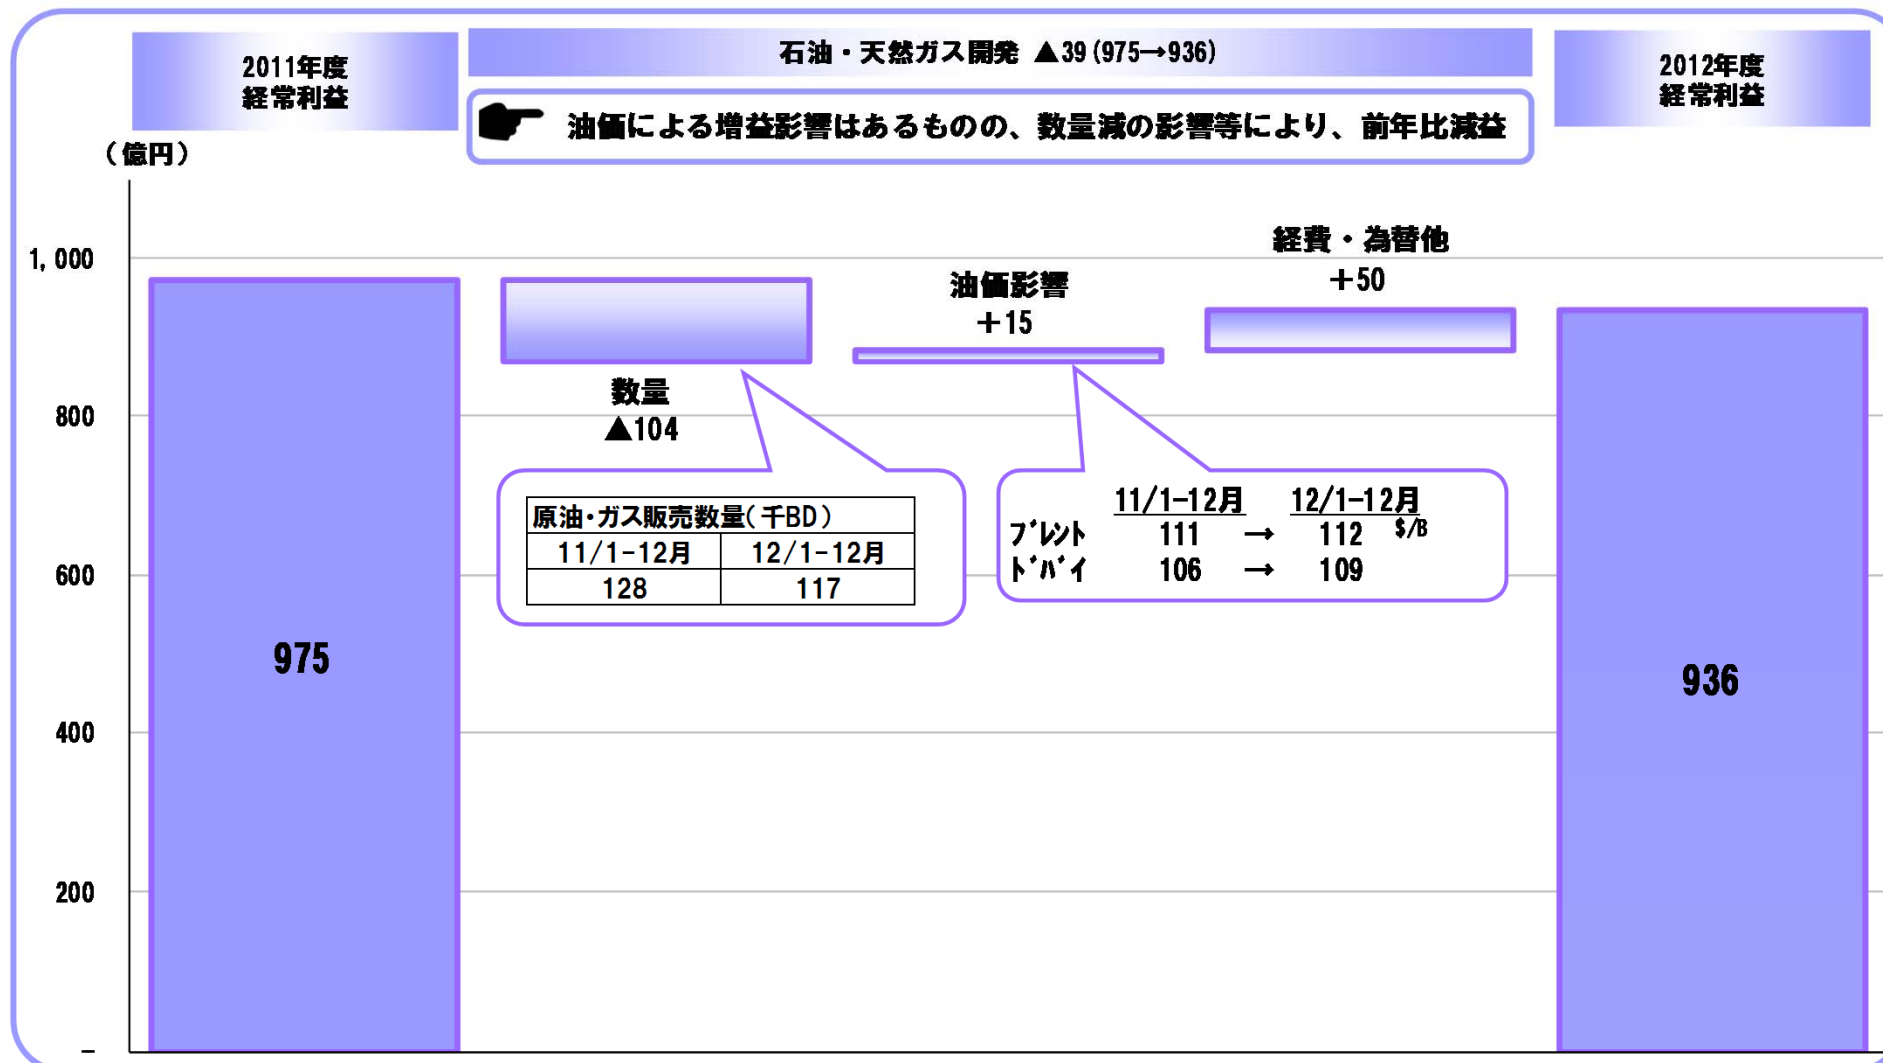 2011年度
経常利益
石油・天然ガス開発 ▲39(975→936)
2012年度
経常利益
油価による増益影響はあるものの、数量減の影響等により、前年比減益
（億円）
1,000
800
600
400
200
－
975
数量
▲104
油価影響
＋15
経費・為替他
＋50
936
原油・ガス販売数量(千BD)
11/1-12月 12/1-12月
128 117
11/1-12月 12/1-12月
ﾌﾞﾚﾝﾄ 111 → 112 $/B
ﾄﾞﾊﾞｲ 106 → 109